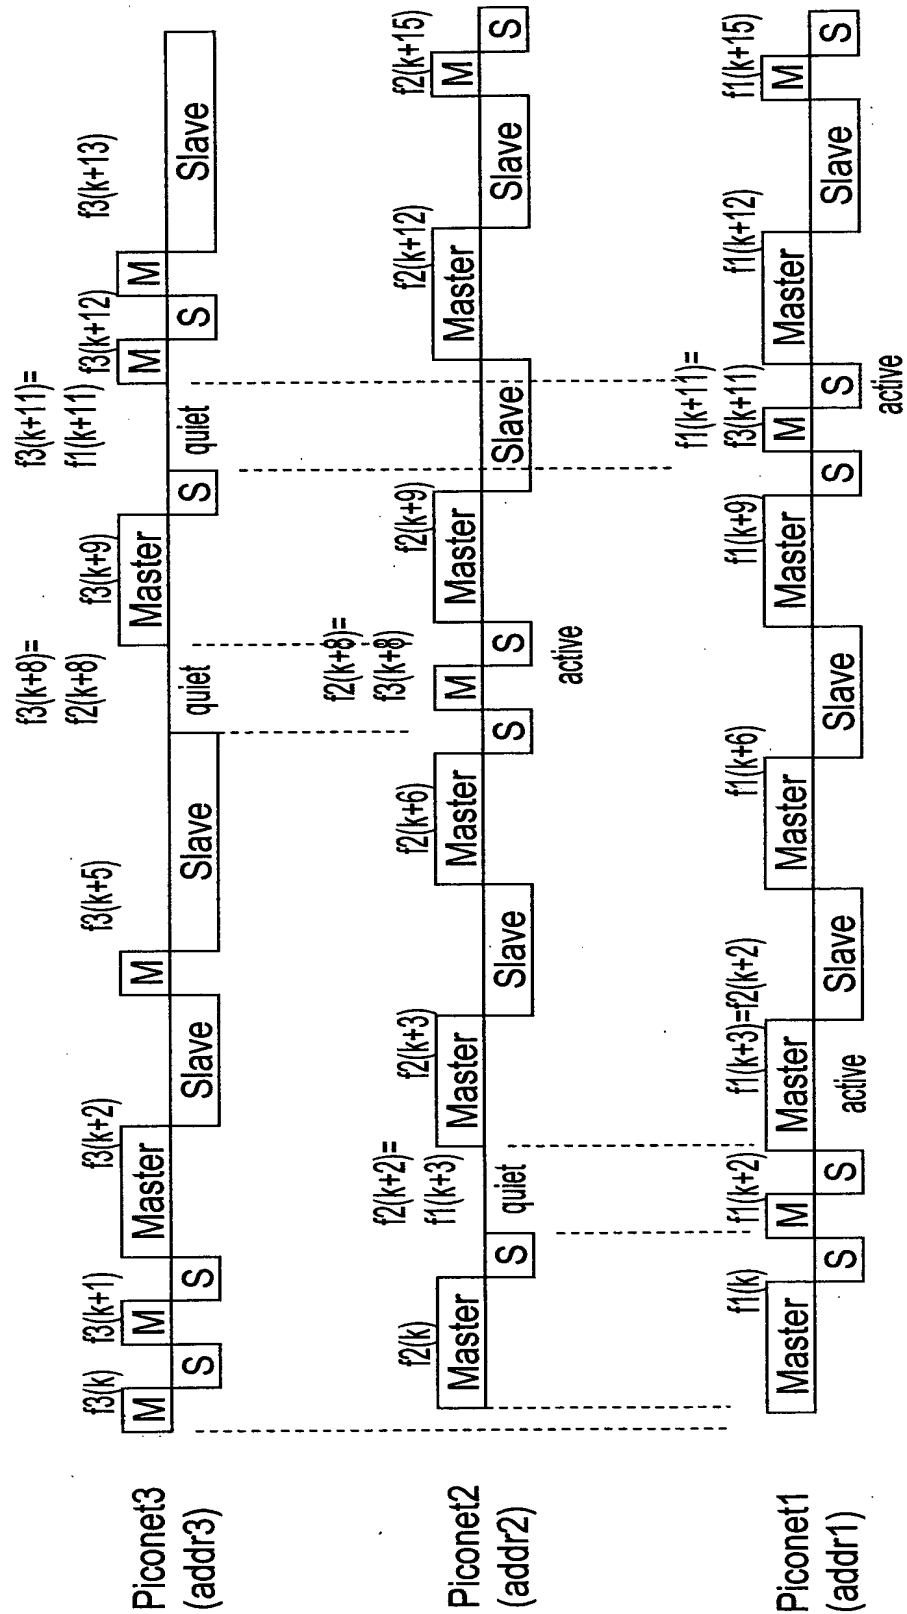 f3(k+8)= f3(k+11)=
f3(k) f3(k+1) f3(k+2) f3(k+5) f2(k+8) f3(k+9) f1(k+11) f3(k+12) f3(k+13)
Piconet3 M M Master M Master M M
(addr3) S S Slave Slave quiet S quiet S Slave
f2(k+8)=
f2(k) f2(k+2)= f2(k+3) f2(k+6) f3(k+8) f2(k+9) f2(k+12) f2(k+15)
f1(k+3)
Piconet2 Master Master Master M Master Master M
(addr2) S quiet Slave S S Slave Slave S
active
f1(k+11)=
f1(k) f1(k+2) f1(k+3)=f2(k+2) f1(k+6) f1(k+9) f3(k+11) f1(k+12) f1(k+15)
Piconet1 Master M Master Master Master M Master M
(addr1) S S active Slave Slave S S Slave S
active